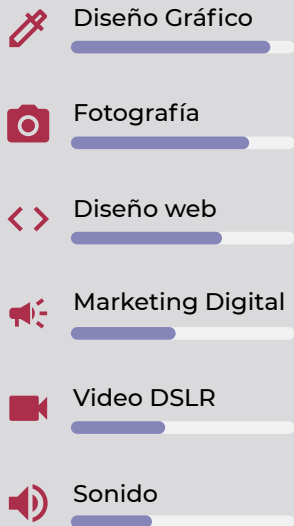 Diseño Gráfico
Fotografía
Diseño web
Marketing Digital
Video DSLR
Sonido